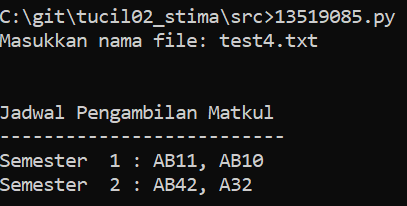 C:\git\tucil02_stima\src>13519085.py
Masukkan nama file: test4.txt
Jadwal Pengambilan Matkul
---------------------------
Semester  1 : AB11, AB10
Semester  2 : AB42, A32